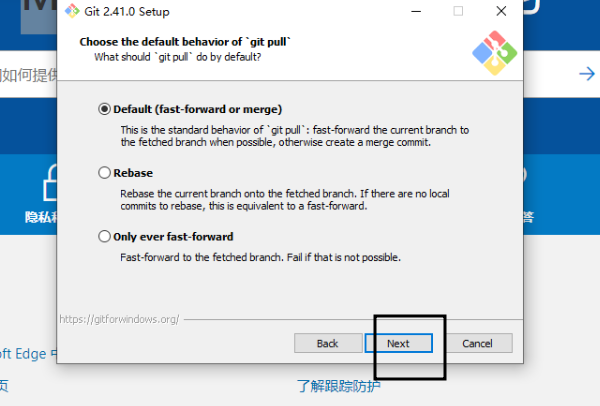 Git 2.41.0 Setup
Choose the default behavior of `git pull`
What should `git pull` do by default?
如何提供
Default (fast-forward or merge)
This is the standard behavior of `git pull`: fast-forward the current branch to
the fetched branch when possible, otherwise create a merge commit.
Rebase
Rebase the current branch onto the fetched branch. If there are no local
commits to rebase, this is equivalent to a fast-forward.
隐私
答
Only ever fast-forward
Fast-forward to the fetched branch. Fail if that is not possible.
https://gitforwindows.org/
Back
Next
Cancel
oft Edge
页
了解跟踪防护